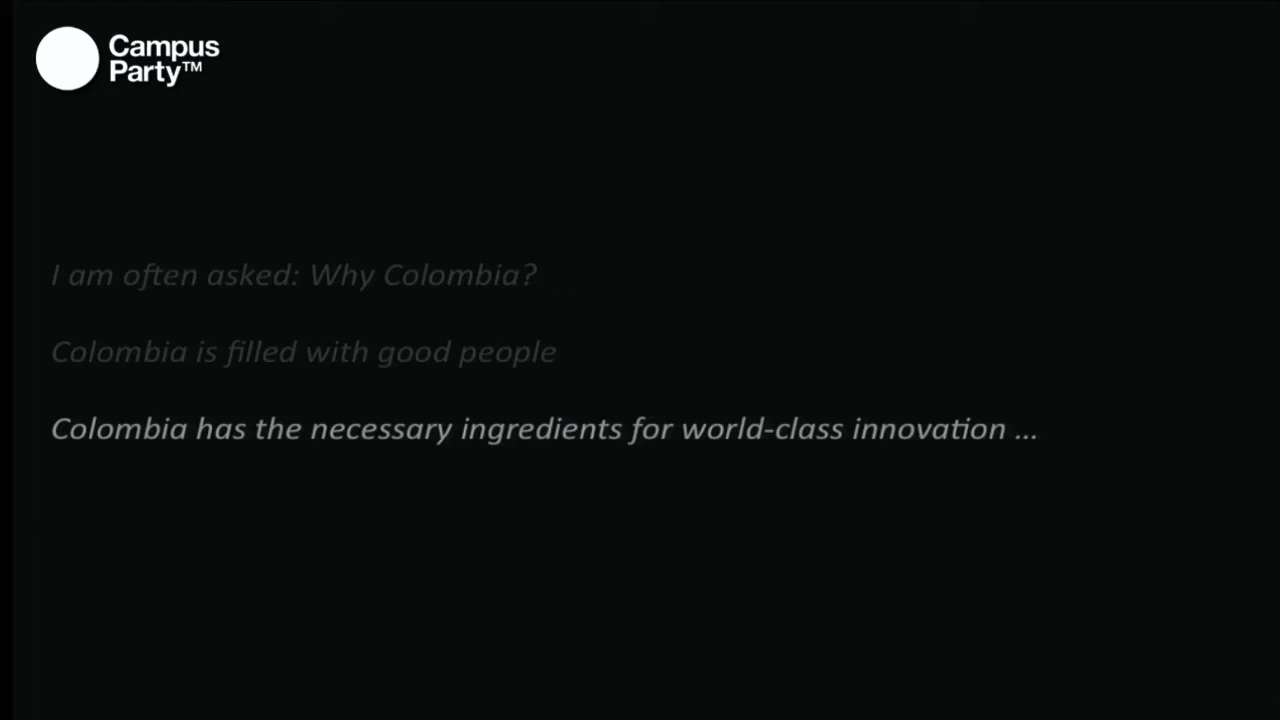 Campus
Party™
I am often asked: Why Colombia?
Colombia is filled with good people
Colombia has the necessary ingredients for world-class innovation ...